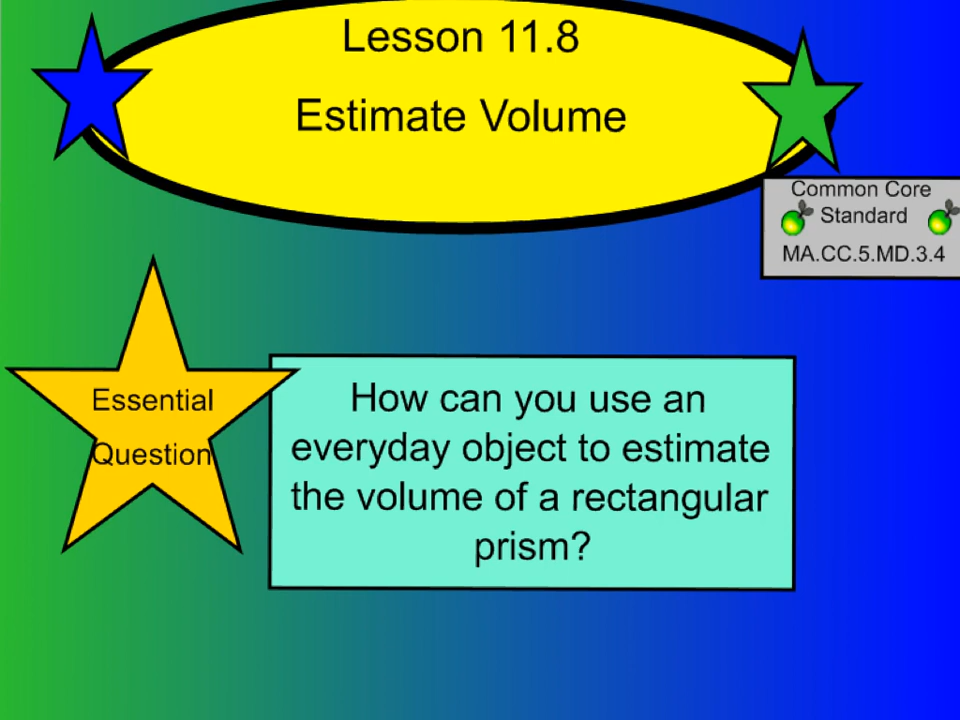 Lesson 11.8
Estimate Volume
Common Core
Standard
MA.CC.5.MD.3.4
Essential
Question
How can you use an
everyday object to estimate
the volume of a rectangular
prism?